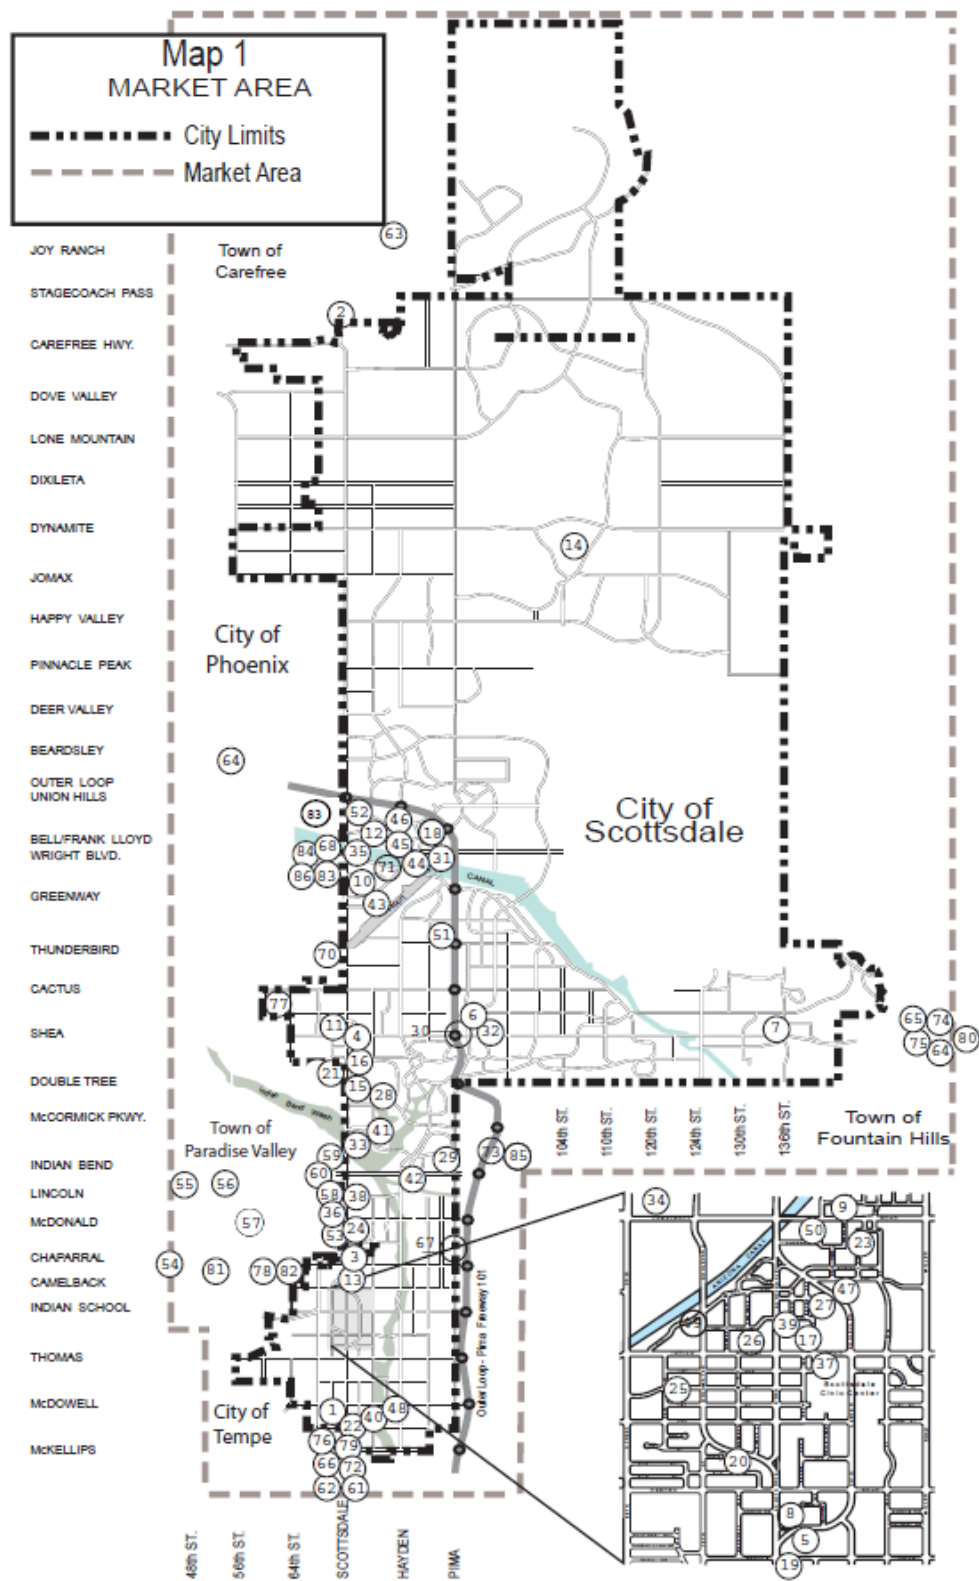 Map 1
MARKET AREA
City Limits
Market Area
63
JOY RANCH
Town of
Carefree
STAGECOACH PASS
2
CAREFREE HWY.
DOVE VALLEY
LONE MOUNTAIN
DIXILETA
DYNAMITE
14
JOMAX
HAPPY VALLEY
City of
Phoenix
PINNACLE PEAK
DEER VALLEY
BEARDSLEY
64
OUTER LOOP
UNION HILLS
City of
Scottsdale
83
52
46
12
18
BELL/FRANK LLOYD
WRIGHT BLVD.
84
68
35
45
71
44
31
86
83
10
CANAL
GREENWAY
43
51
THUNDERBIRD
70
CACTUS
77
6
SHEA
11
4
30
32
7
65
74
75
64
80
16
DOUBLE TREE
21
15
28
Indian Bend Wash
McCORMICK PKWY.
104th ST.
110th ST.
120th ST.
124th ST.
130th ST.
136th ST.
Town of
Fountain Hills
Town of
Paradise Valley
41
33
INDIAN BEND
59
29
73
85
60
42
55
56
LINCOLN
58
38
36
McDONALD
57
53
24
67
CHAPARRAL
3
54
81
78
82
CAMELBACK
13
INDIAN SCHOOL
Outer Loop - Pima Freeway 101
THOMAS
McDOWELL
City of
Tempe
1
48
40
22
McKELLIPS
76
79
66
72
62
61
48th ST.
56th ST.
64th ST.
SCOTTSDALE
HAYDEN
PIMA
34
9
50
23
ARIZONA CANAL
47
27
49
39
26
17
37
25
Scottsdale
Civic Center
20
8
5
19